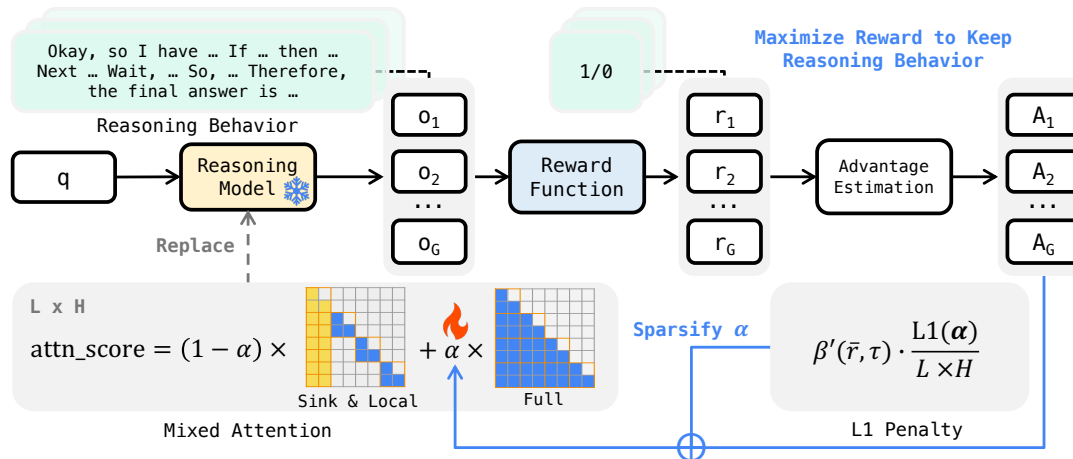 Okay, so I have … If … then …
Next … Wait, … So, … Therefore,
the final answer is …
Reasoning Behavior
1/0
Maximize Reward to Keep
Reasoning Behavior
q
Reasoning
Model
o1
o2
...
oG
Reward
Function
r1
r2
...
rG
Advantage
Estimation
A1
A2
...
AG
Replace
L x H
attn_score = (1 − α) ×
+ α ×
Sink & Local
Full
Mixed Attention
Sparsify α
β′(r̄, τ) · L1(α) / L × H
L1 Penalty